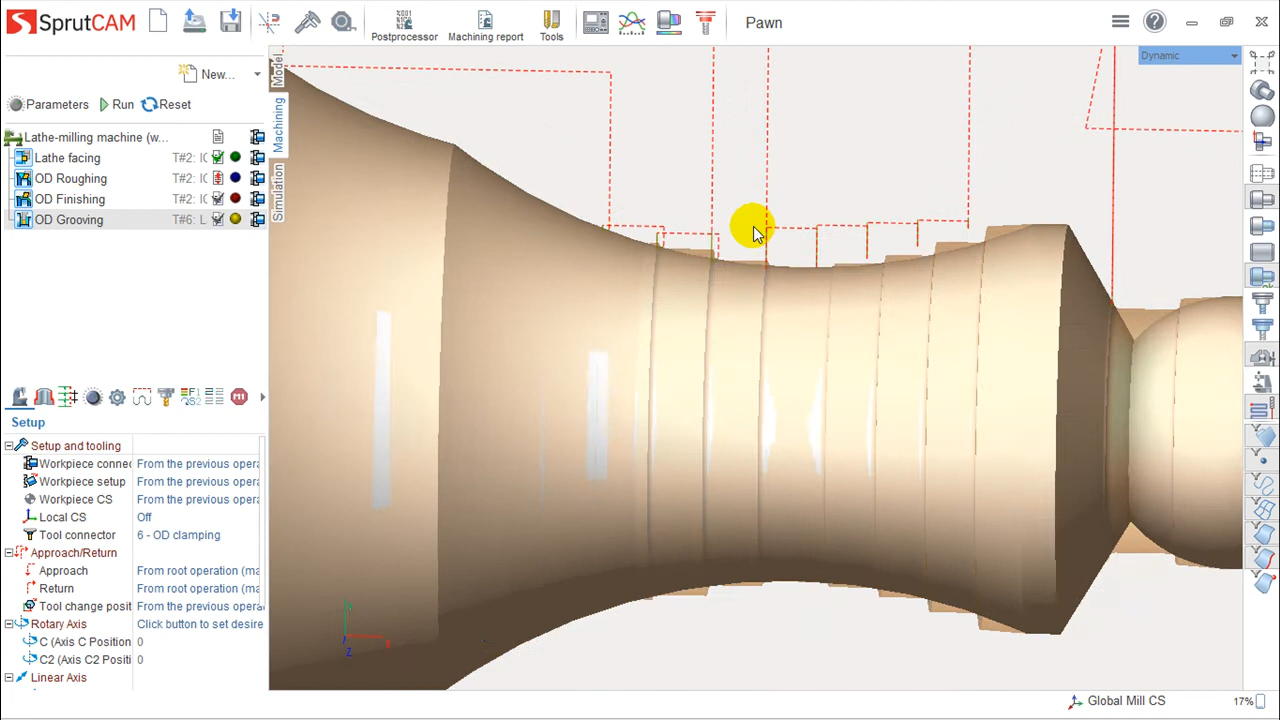 SprutCAM
Postprocessor
Machining report
Tools
Pawn
Dynamic
New...
Parameters
Run
Reset
Model
Machining
Simulation
Lathe-milling machine (w...
Lathe facing T#2: IC
OD Roughing T#2: IC
OD Finishing T#2: IC
OD Grooving T#6: L
Setup
Setup and tooling
Workpiece connec From the previous opera
Workpiece setup From the previous opera
Workpiece CS From the previous opera
Local CS Off
Tool connector 6 - OD clamping
Approach/Return
Approach From root operation (ma
Return From root operation (ma
Tool change posit From the previous opera
Rotary Axis Click button to set desire
C (Axis C Position 0
C2 (Axis C2 Positi 0
Linear Axis
Z
Global Mill CS
17%